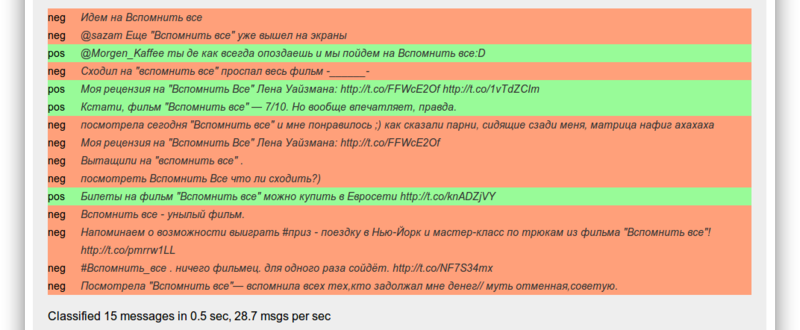 neg Идем на Вспомнить все
neg @sazam Еще "Вспомнить все" уже вышел на экраны
pos @Morgen_Kaffee ты де как всегда опоздаешь и мы пойдем на Вспомнить все:D
neg Сходил на "вспомнить все" проспал весь фильм -______-
pos Моя рецензия на "Вспомнить Все" Лена Уайзмана: http://t.co/FFWcE2Of http://t.co/1vTdZCIm
pos Кстати, фильм "Вспомнить все" — 7/10. Но вообще впечатляет, правда.
neg посмотрела сегодня "Вспомнить все" и мне понравилось ;) как сказали парни, сидящие сзади меня, матрица нафиг ахахаха
neg Моя рецензия на "Вспомнить Все" Лена Уайзмана: http://t.co/FFWcE2Of
neg Вытащили на "вспомнить все" .
neg посмотреть Вспомнить Все что ли сходить?)
pos Билеты на фильм "Вспомнить все" можно купить в Евросети http://t.co/knADZjVY
neg Вспомнить все - унылый фильм.
neg Напоминаем о возможности выиграть #приз - поездку в Нью-Йорк и мастер-класс по трюкам из фильма "Вспомнить все"!
http://t.co/pmrrw1LL
neg #Вспомнить_все . ничего фильмец. для одного раза сойдёт. http://t.co/NF7S34mx
neg Посмотрела "Вспомнить все"— вспомнила всех тех,кто задолжал мне денег// муть отменная,советую.
Classified 15 messages in 0.5 sec, 28.7 msgs per sec